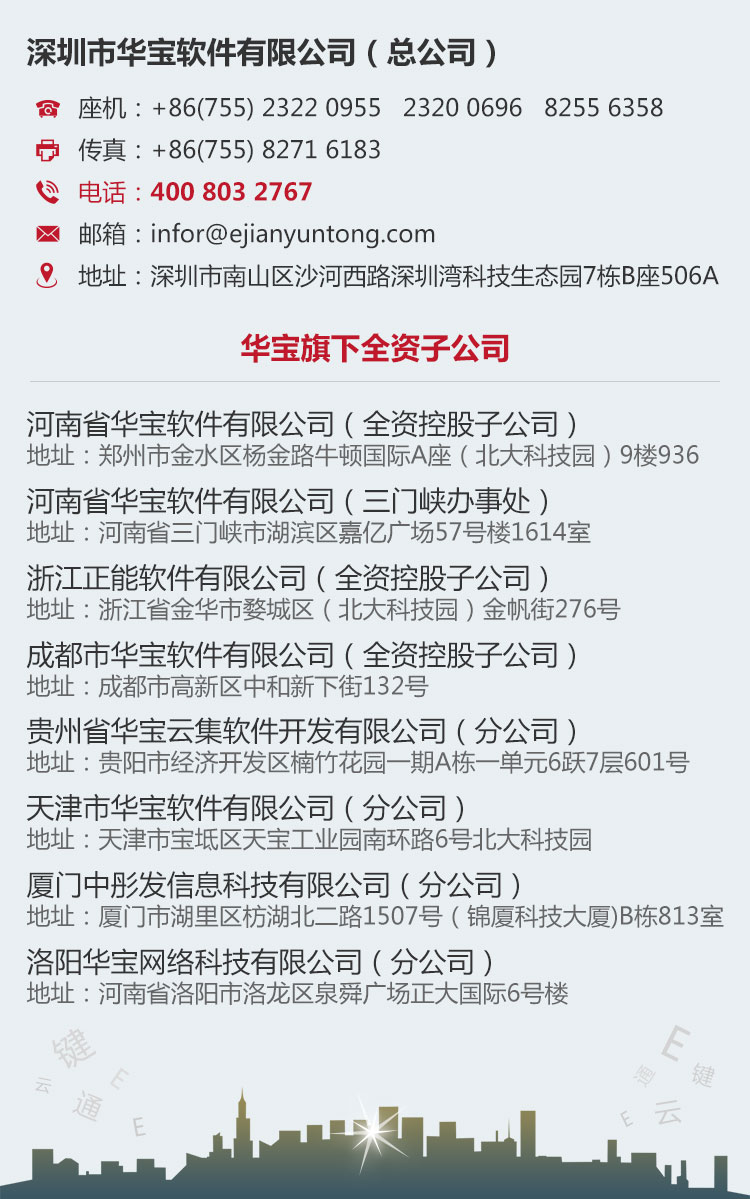 深圳市华宝软件有限公司（总公司）
座机：+86(755) 2322 0955 2320 0696 8255 6358
传真：+86(755) 8271 6183
电话：400 803 2767
邮箱：infor@ejianyuntong.com
地址：深圳市南山区沙河西路深圳湾科技生态园7栋B座506A
华宝旗下全资子公司
河南省华宝软件有限公司（全资控股子公司）
地址：郑州市金水区杨金路牛顿国际A座（北大科技园）9楼936
河南省华宝软件有限公司（三门峡办事处）
地址：河南省三门峡市湖滨区嘉亿广场57号楼1614室
浙江正能软件有限公司（全资控股子公司）
地址：浙江省金华市婺城区（北大科技园）金帆街276号
成都市华宝软件有限公司（全资控股子公司）
地址：成都市高新区中和新下街132号
贵州省华宝云集软件开发有限公司（分公司）
地址：贵阳市经济开发区楠竹花园一期A栋一单元6跃7层601号
天津市华宝软件有限公司（分公司）
地址：天津市宝坻区天宝工业园南环路6号北大科技园
厦门中彤发信息科技有限公司（分公司）
地址：厦门市湖里区枋湖北二路1507号（锦厦科技大厦)B栋813室
洛阳华宝网络科技有限公司（分公司）
地址：河南省洛阳市洛龙区泉舜广场正大国际6号楼
键
E
云
E
通
键
云
通
E
E